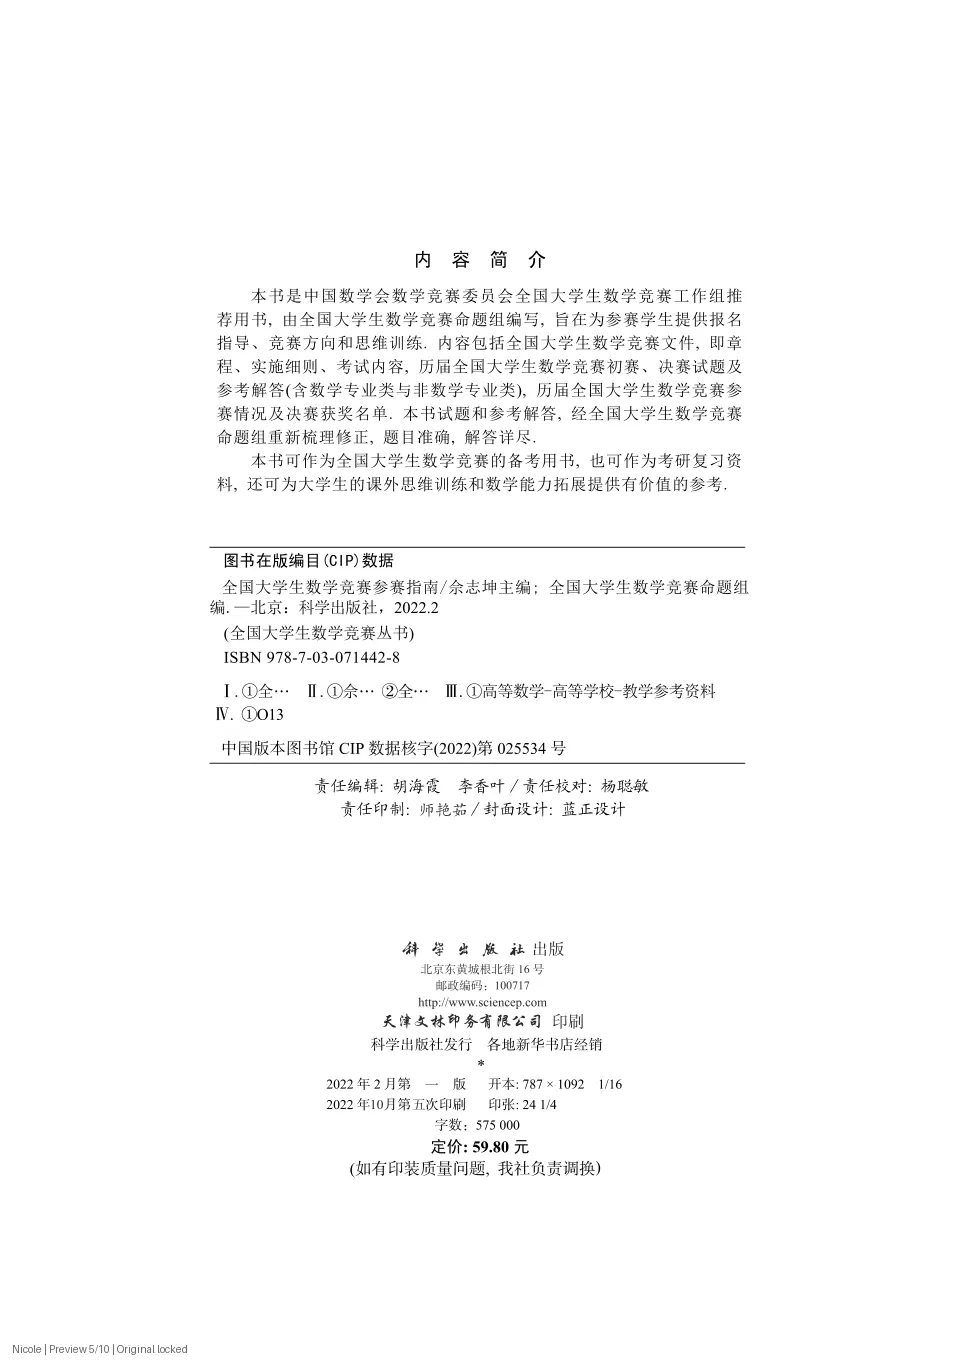 内 容 简 介
本书是中国数学会数学竞赛委员会全国大学生数学竞赛工作组推
荐用书, 由全国大学生数学竞赛命题组编写, 旨在为参赛学生提供报名
指导、竞赛方向和思维训练. 内容包括全国大学生数学竞赛文件, 即章
程、实施细则、考试内容, 历届全国大学生数学竞赛初赛、决赛试题及
参考解答(含数学专业类与非数学专业类), 历届全国大学生数学竞赛参
赛情况及决赛获奖名单. 本书试题和参考解答, 经全国大学生数学竞赛
命题组重新梳理修正, 题目准确, 解答详尽.
本书可作为全国大学生数学竞赛的备考用书, 也可作为考研复习资
料, 还可为大学生的课外思维训练和数学能力拓展提供有价值的参考.
图书在版编目(CIP)数据
全国大学生数学竞赛参赛指南/佘志坤主编; 全国大学生数学竞赛命题组
编. —北京：科学出版社，2022.2
(全国大学生数学竞赛丛书)
ISBN 978-7-03-071442-8
Ⅰ. ①全… Ⅱ. ①佘… ②全… Ⅲ. ①高等数学-高等学校-教学参考资料
Ⅳ. ①O13
中国版本图书馆 CIP 数据核字(2022)第 025534 号
责任编辑: 胡海霞 李香叶 / 责任校对: 杨聪敏
责任印制: 师艳茹 / 封面设计: 蓝正设计
科学出版社 出版
北京东黄城根北街 16 号
邮政编码：100717
http://www.sciencep.com
天津文林印务有限公司 印刷
科学出版社发行 各地新华书店经销
*
2022 年 2 月第 一 版 开本: 787 × 1092 1/16
2022 年10月第五次印刷 印张: 24 1/4
字数：575 000
定价: 59.80 元
(如有印装质量问题, 我社负责调换)
Nicole | Preview 5/10 | Original locked